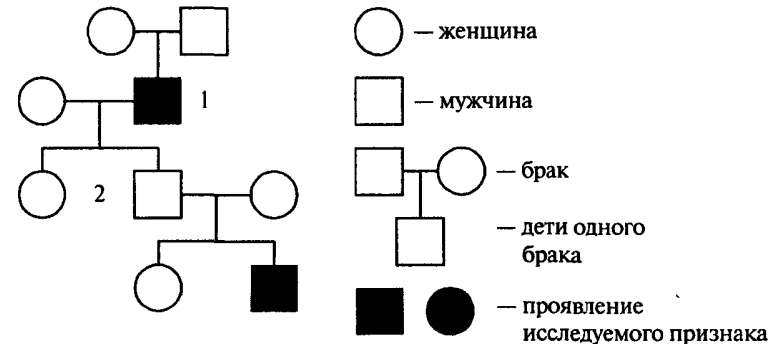 — женщина
1
— мужчина
2
— брак
— дети одного
брака
— проявление
исследуемого признака